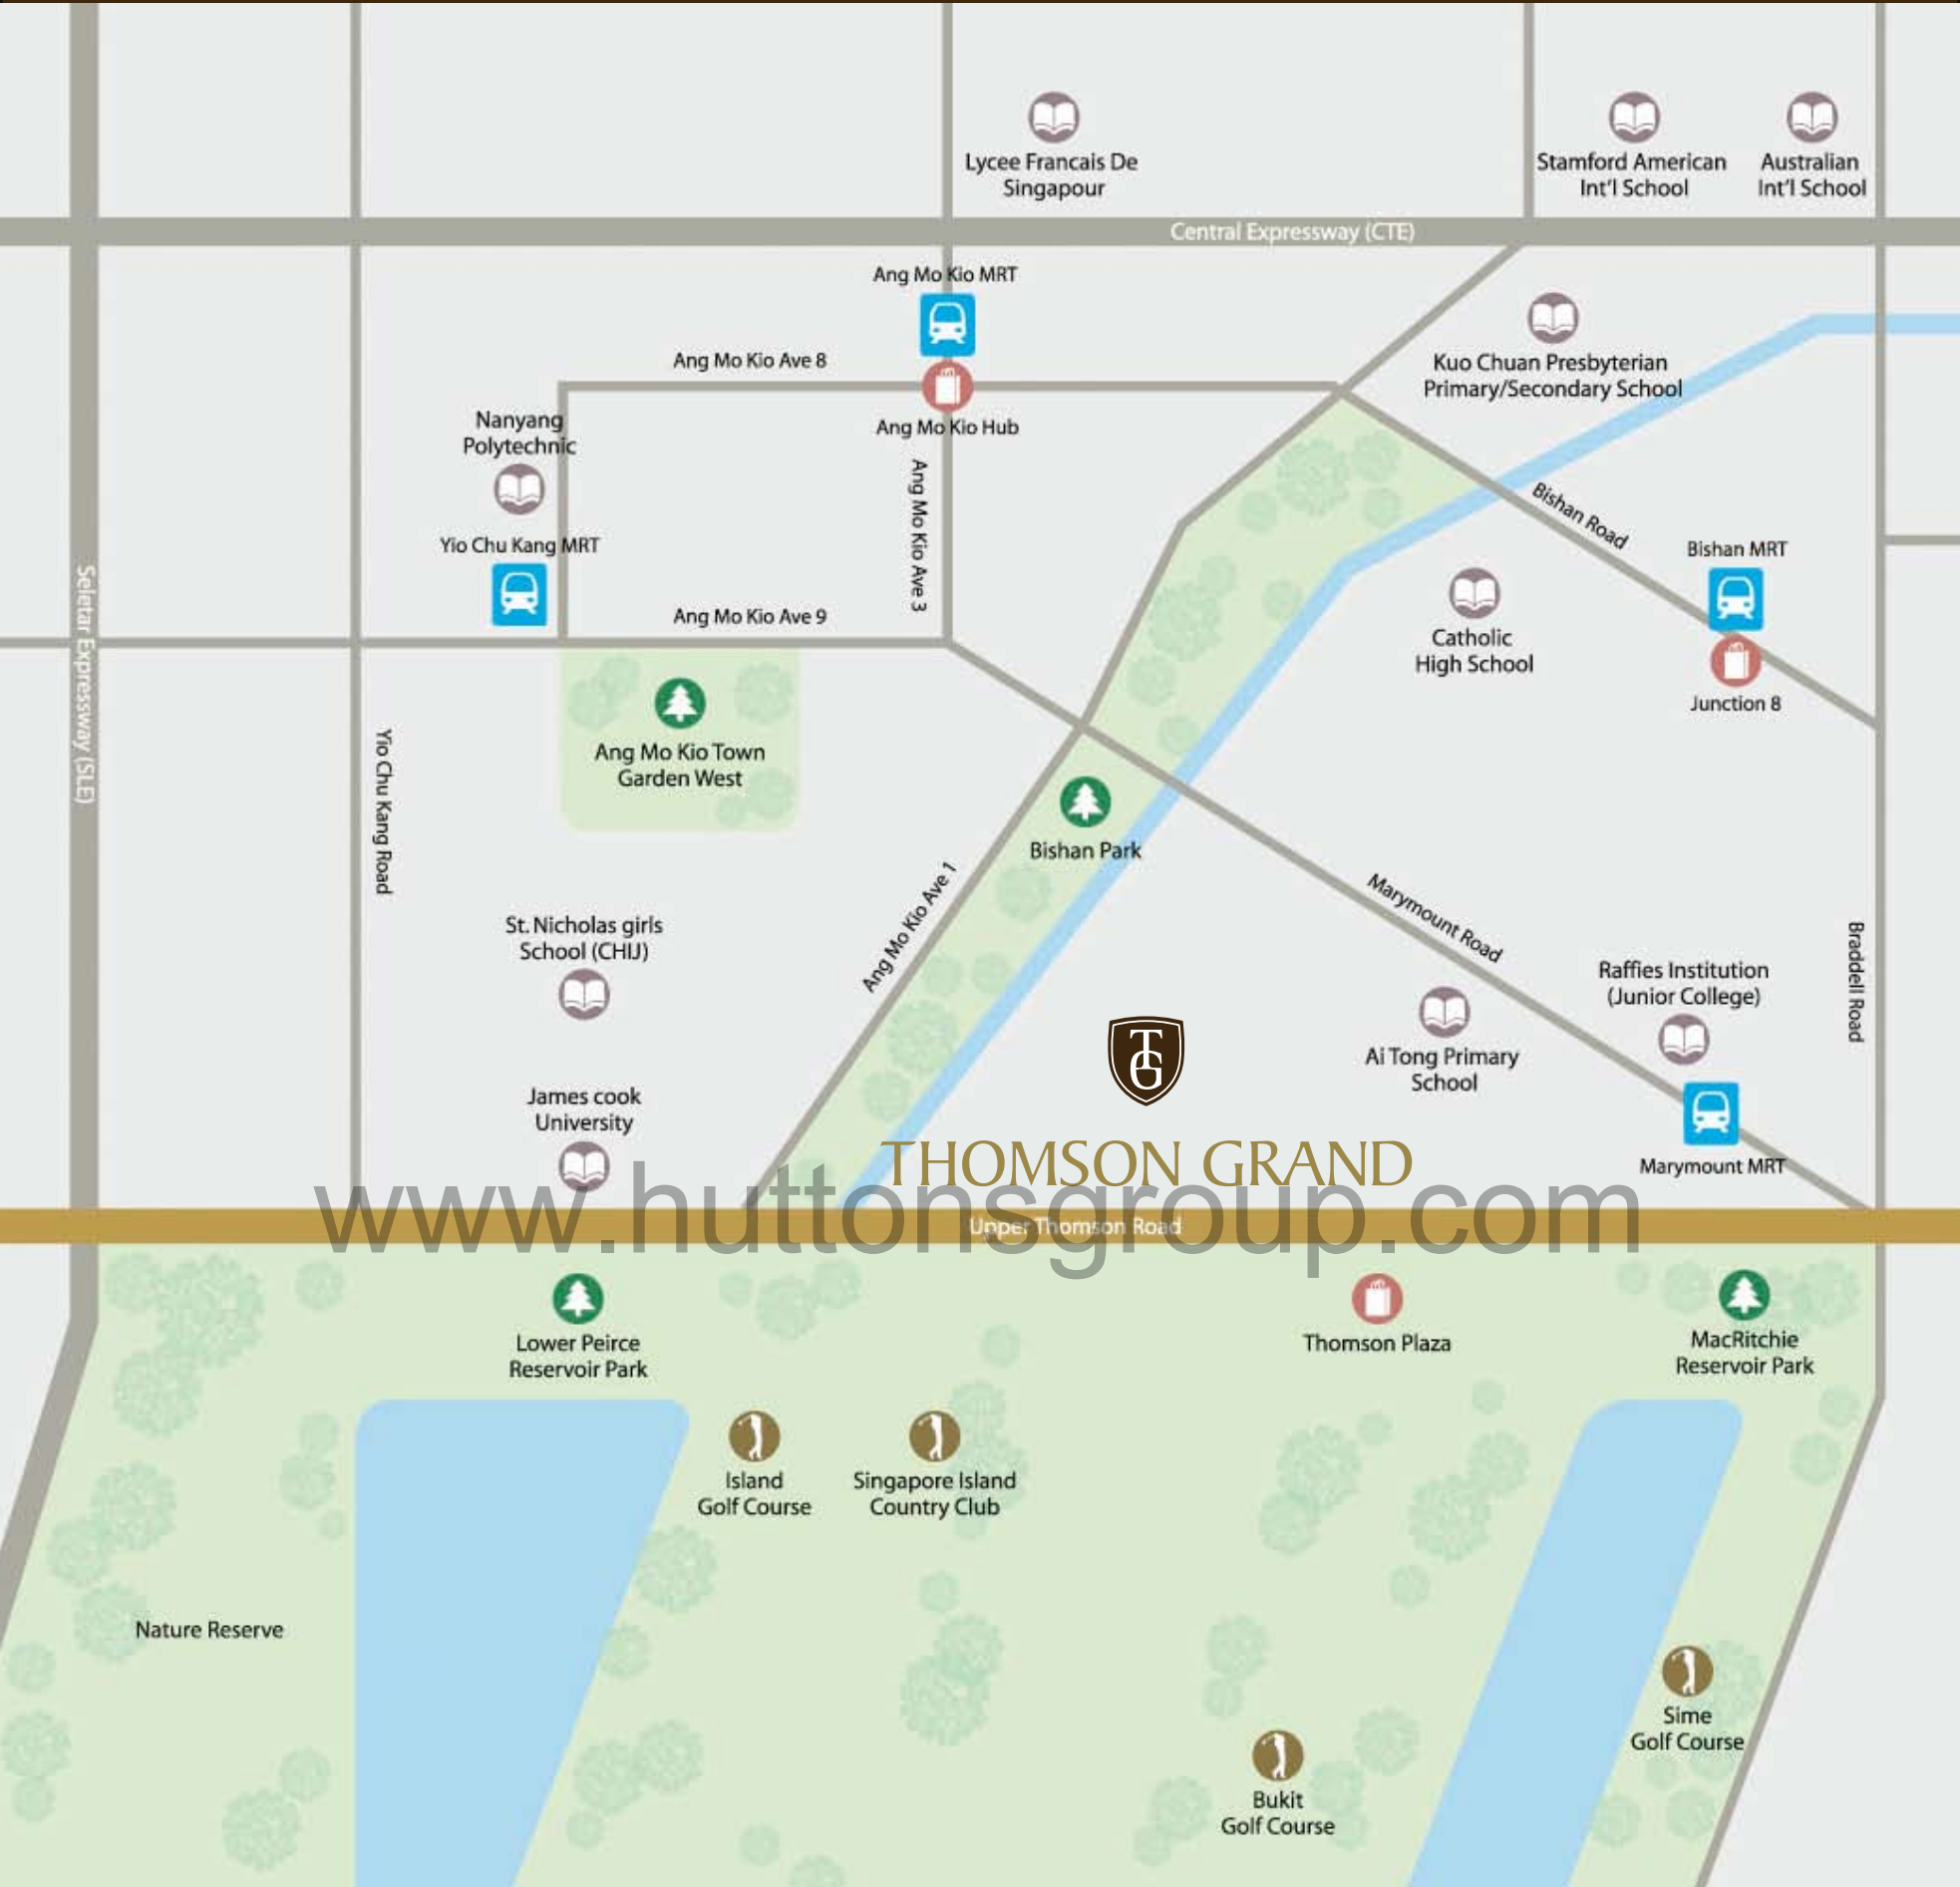 Lycee Francais De
Singapour
Stamford American
Int'l School
Australian
Int'l School
Central Expressway (CTE)
Ang Mo Kio MRT
Kuo Chuan Presbyterian
Primary/Secondary School
Ang Mo Kio Ave 8
Ang Mo Kio Hub
Nanyang
Polytechnic
Ang Mo Kio Ave 3
Bishan Road
Yio Chu Kang MRT
Bishan MRT
Ang Mo Kio Ave 9
Catholic
High School
Junction 8
Seletar Expressway (SLE)
Ang Mo Kio Town
Garden West
Yio Chu Kang Road
Bishan Park
Ang Mo Kio Ave 1
Marymount Road
St. Nicholas girls
School (CHIJ)
Braddell Road
Raffies Institution
(Junior College)
TG
Ai Tong Primary
School
James cook
University
THOMSON GRAND
Marymount MRT
www.huttonsgroup.com
Upper Thomson Road
Lower Peirce
Reservoir Park
Thomson Plaza
MacRitchie
Reservoir Park
Island
Golf Course
Singapore Island
Country Club
Nature Reserve
Sime
Golf Course
Bukit
Golf Course